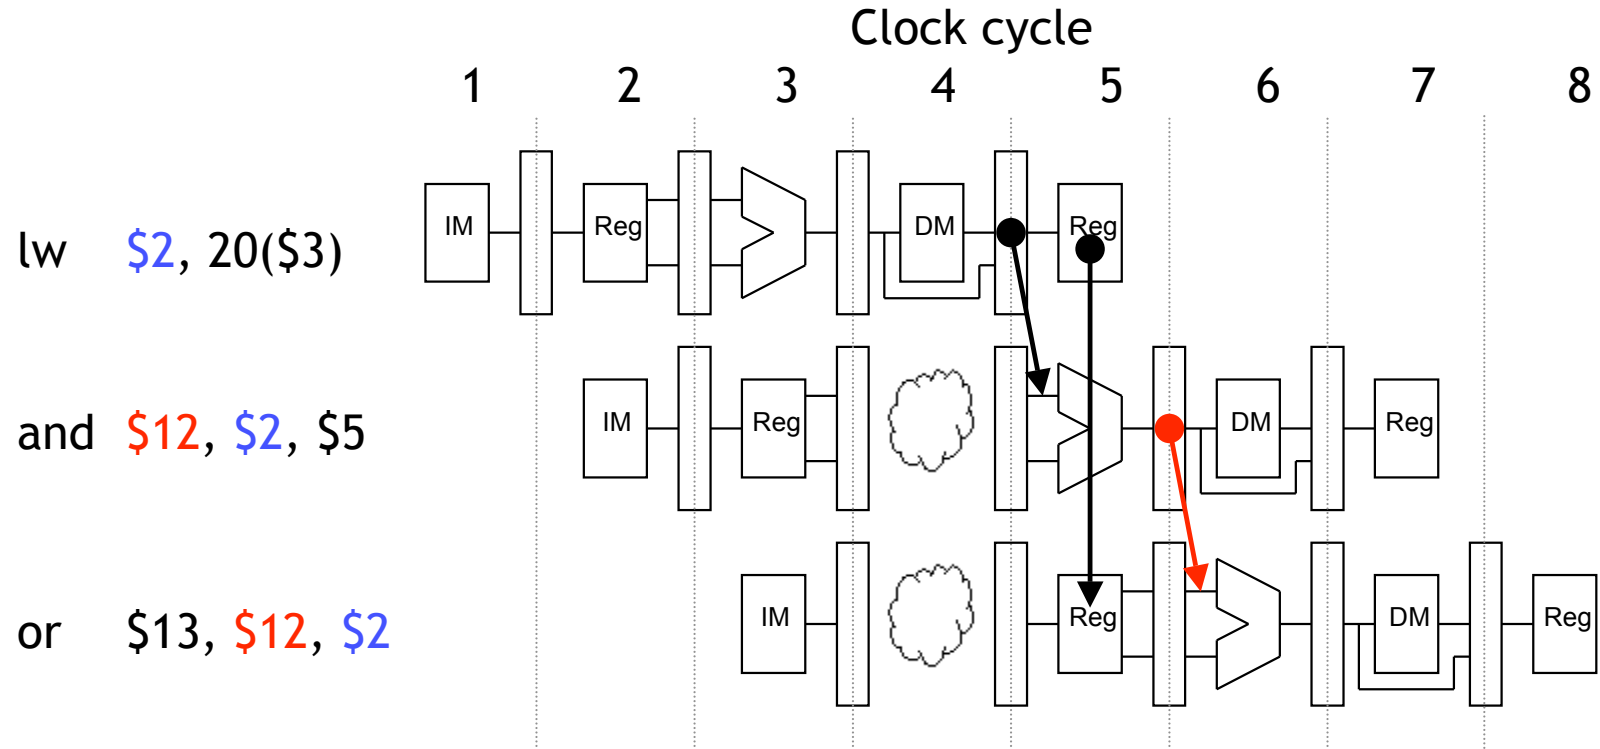 Clock cycle
1 2 3 4 5 6 7 8
lw $2, 20($3) IM Reg DM Reg
and $12, $2, $5 IM Reg DM Reg
or $13, $12, $2 IM Reg DM Reg